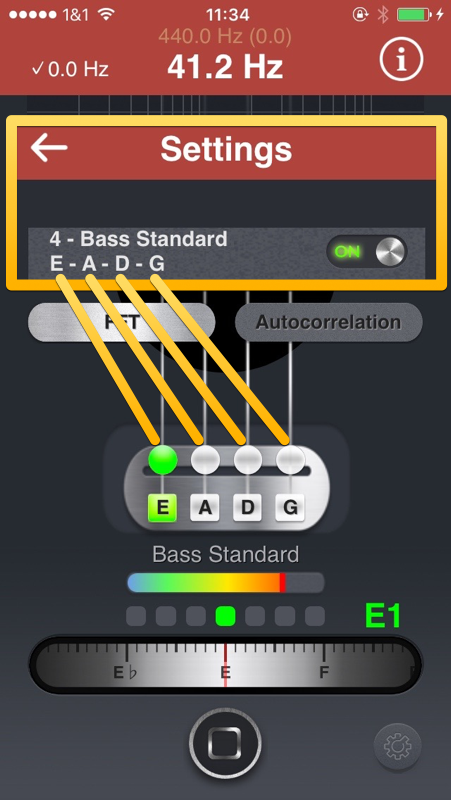 1&1 11:34
440.0 Hz (0.0)
✓0.0 Hz 41.2 Hz i
Settings
4 - Bass Standard
E - A - D - G
ON
FFT Autocorrelation
E A D G
Bass Standard
E1
E♭ E F